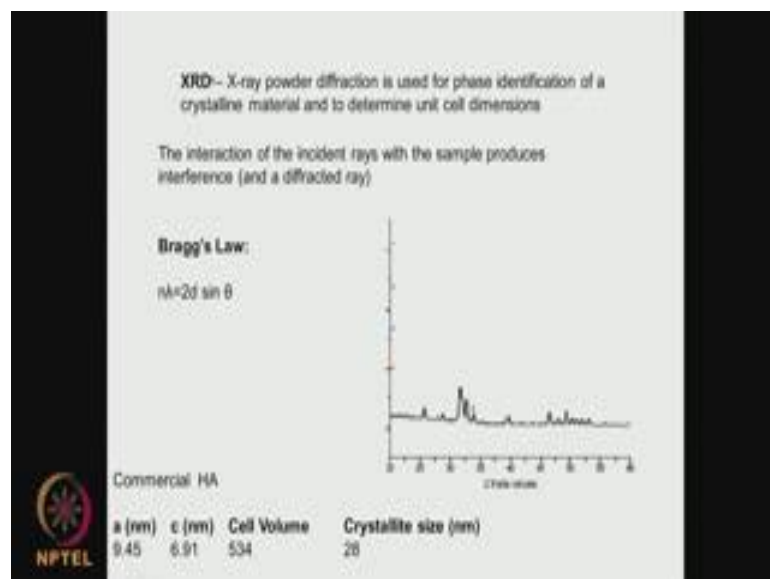 XRD – X-ray powder diffraction is used for phase identification of a
crystalline material and to determine unit cell dimensions
The interaction of the incident rays with the sample produces
interference (and a diffracted ray)
Bragg's Law:
nλ=2d sin θ
Commercial HA
a (nm) c (nm) Cell Volume Crystallite size (nm)
9.45 6.91 534 28
NPTEL